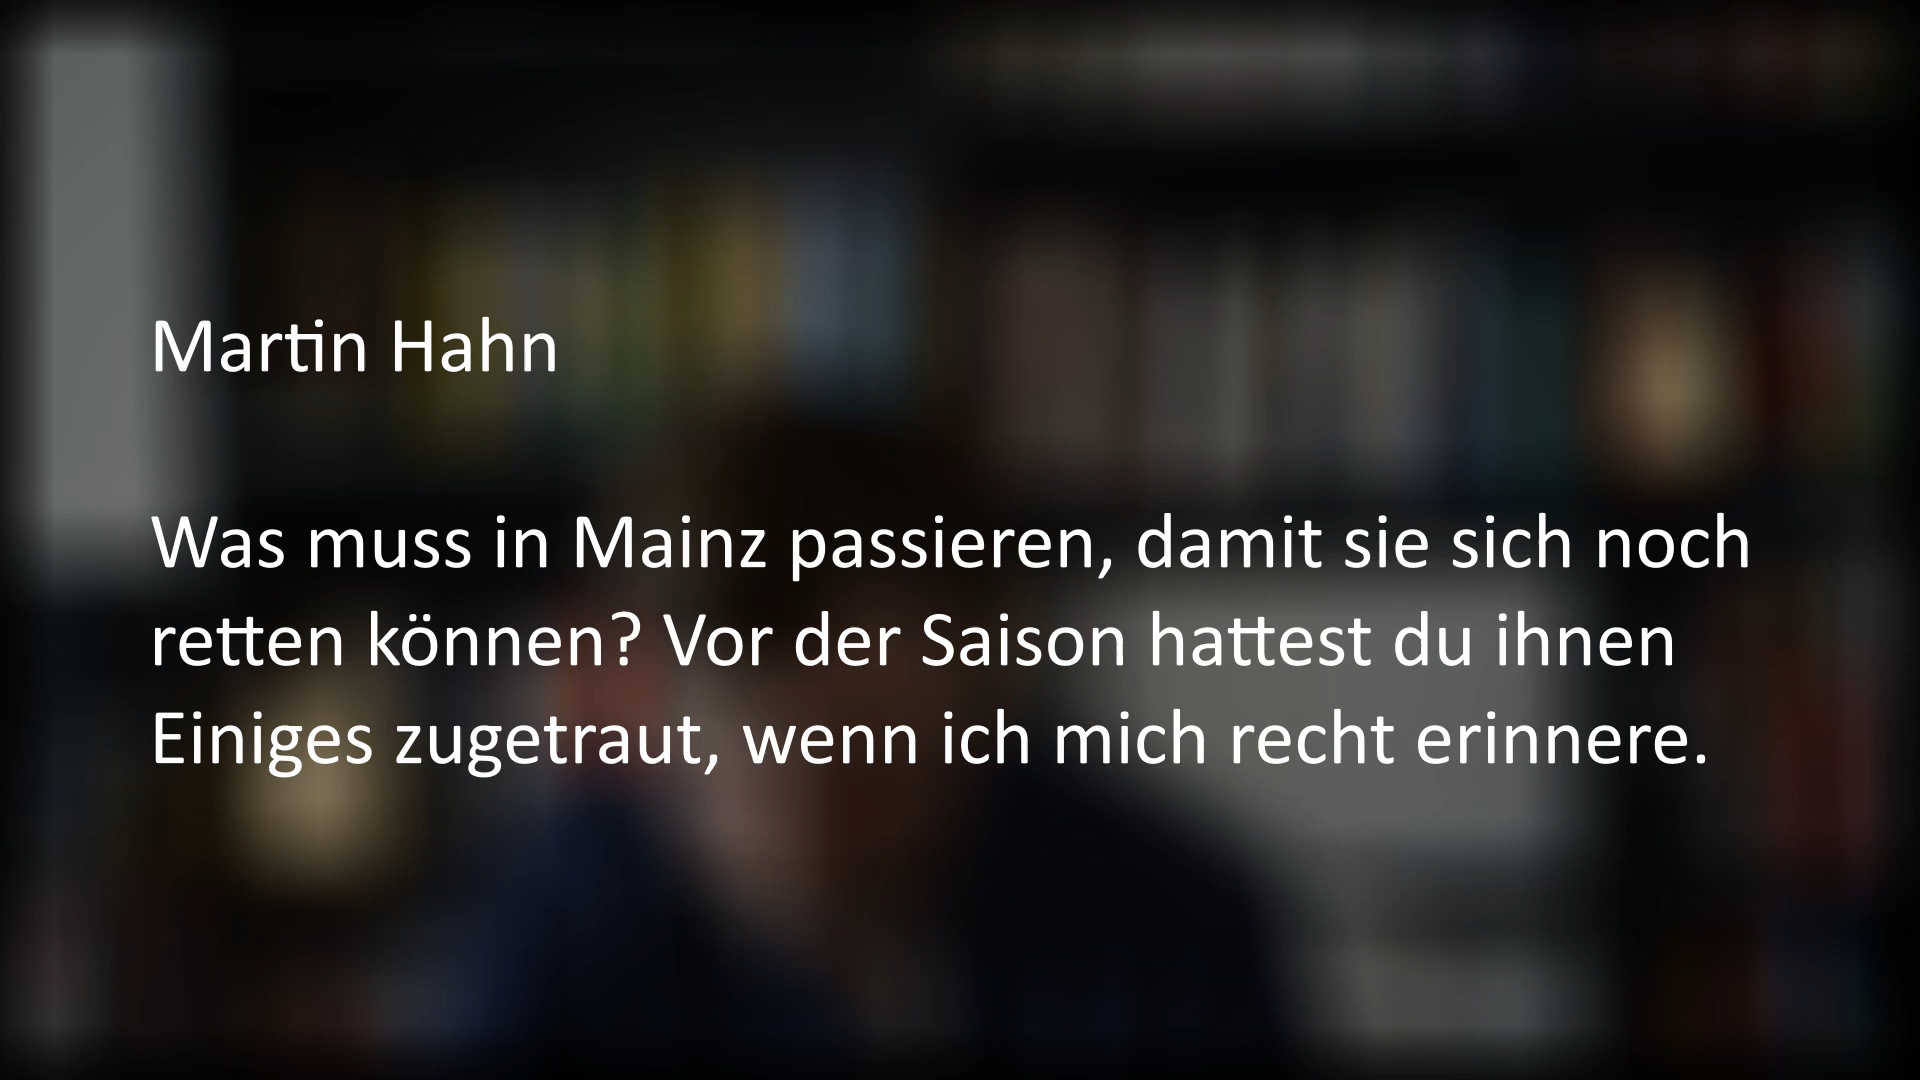 Martin Hahn
Was muss in Mainz passieren, damit sie sich noch
retten können? Vor der Saison hattest du ihnen
Einiges zugetraut, wenn ich mich recht erinnere.